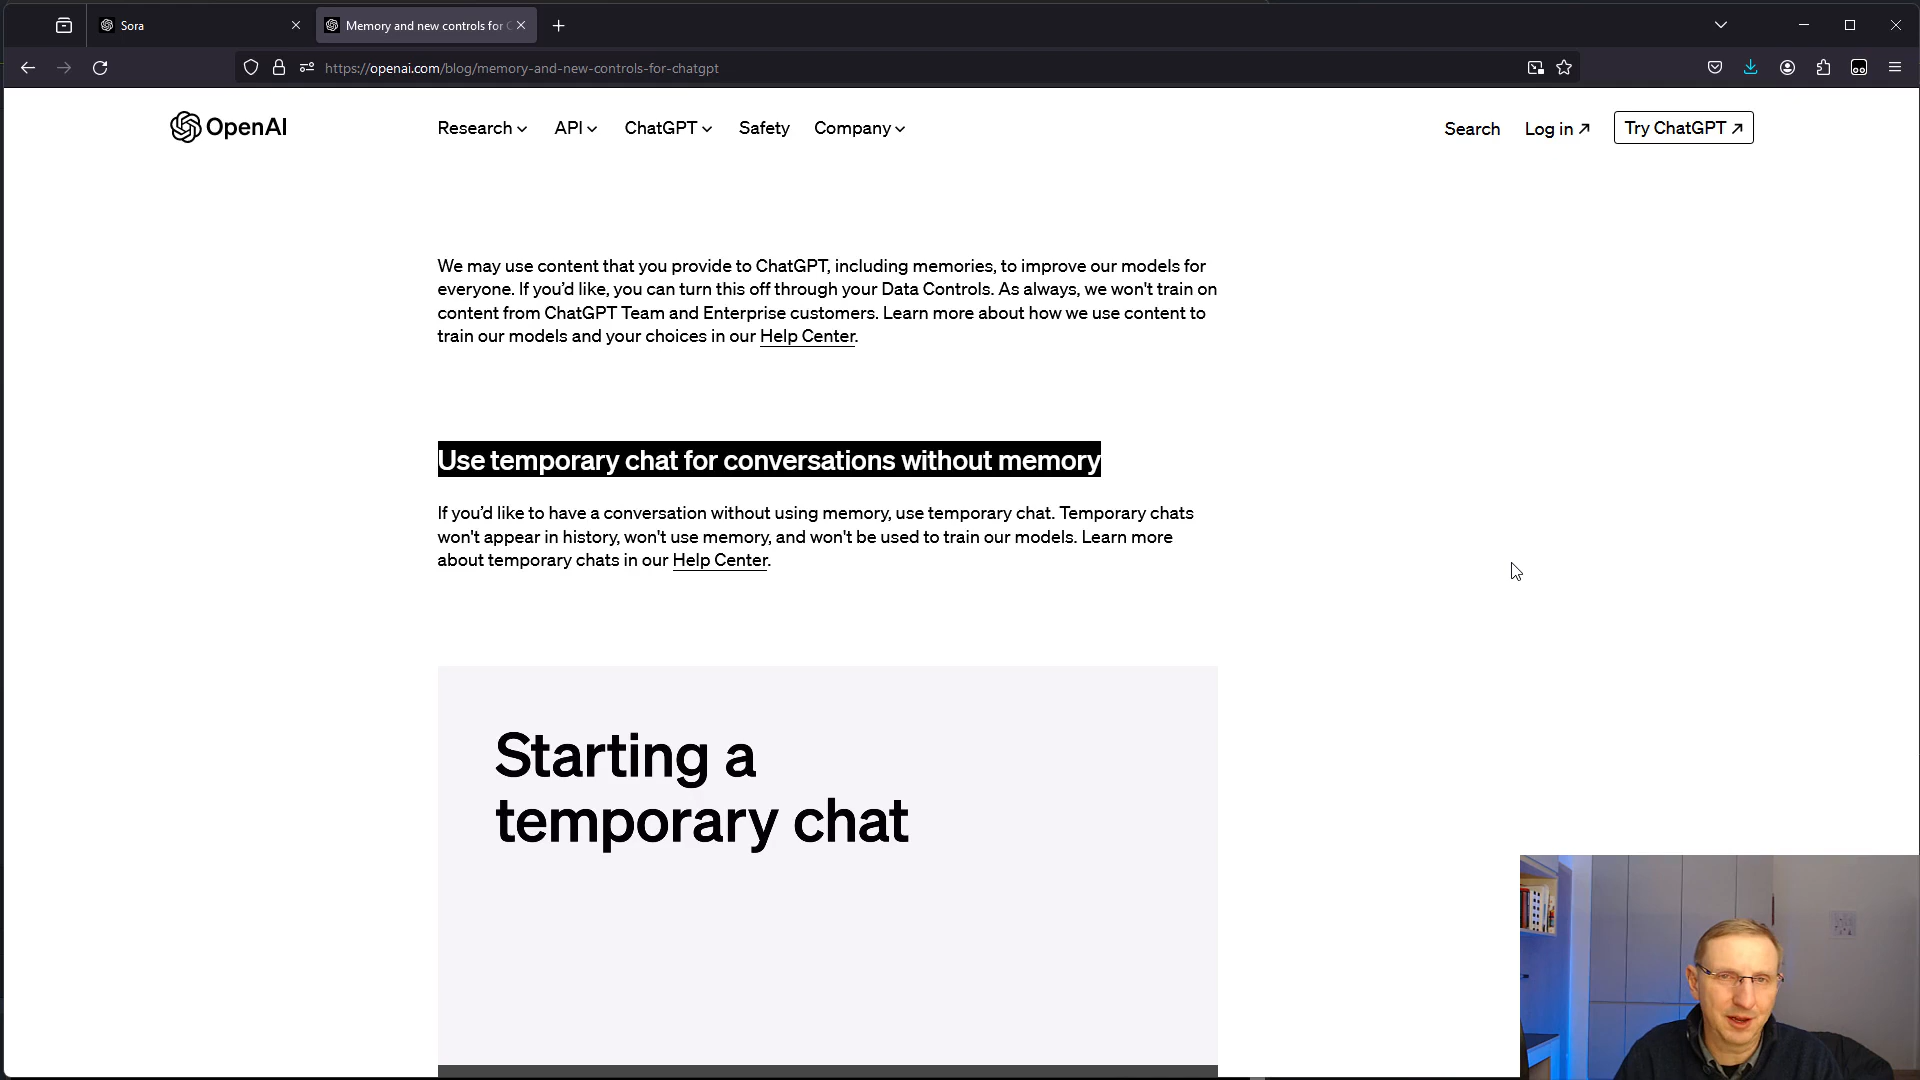 Sora
Memory and new controls for C
https://openai.com/blog/memory-and-new-controls-for-chatgpt
OpenAI
Research
API
ChatGPT
Safety
Company
Search
Log in ↗
Try ChatGPT ↗
We may use content that you provide to ChatGPT, including memories, to improve our models for
everyone. If you’d like, you can turn this off through your Data Controls. As always, we won't train on
content from ChatGPT Team and Enterprise customers. Learn more about how we use content to
train our models and your choices in our Help Center.
Use temporary chat for conversations without memory
If you’d like to have a conversation without using memory, use temporary chat. Temporary chats
won't appear in history, won't use memory, and won't be used to train our models. Learn more
about temporary chats in our Help Center.
Starting a
temporary chat